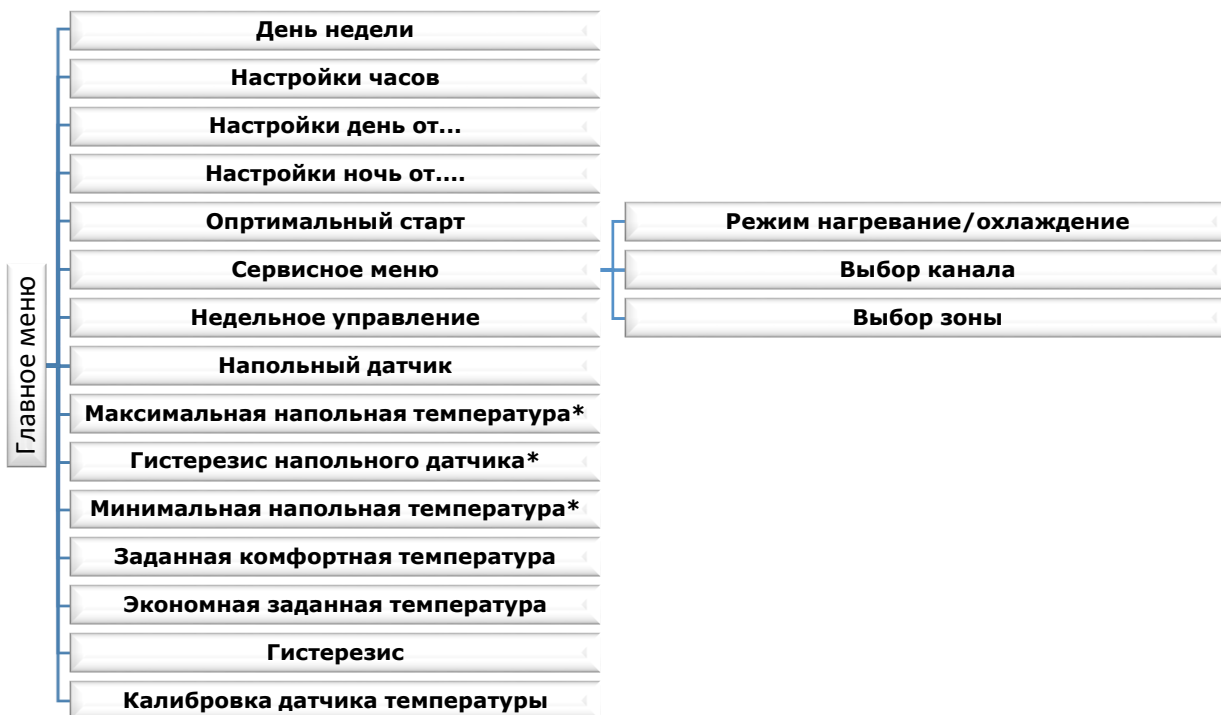 Главное меню
День недели
Настройки часов
Настройки день от...
Настройки ночь от....
Опртимальный старт
Сервисное меню
Режим нагревание/охлаждение
Выбор канала
Выбор зоны
Недельное управление
Напольный датчик
Максимальная напольная температура*
Гистерезис напольного датчика*
Минимальная напольная температура*
Заданная комфортная температура
Экономная заданная температура
Гистерезис
Калибровка датчика температуры